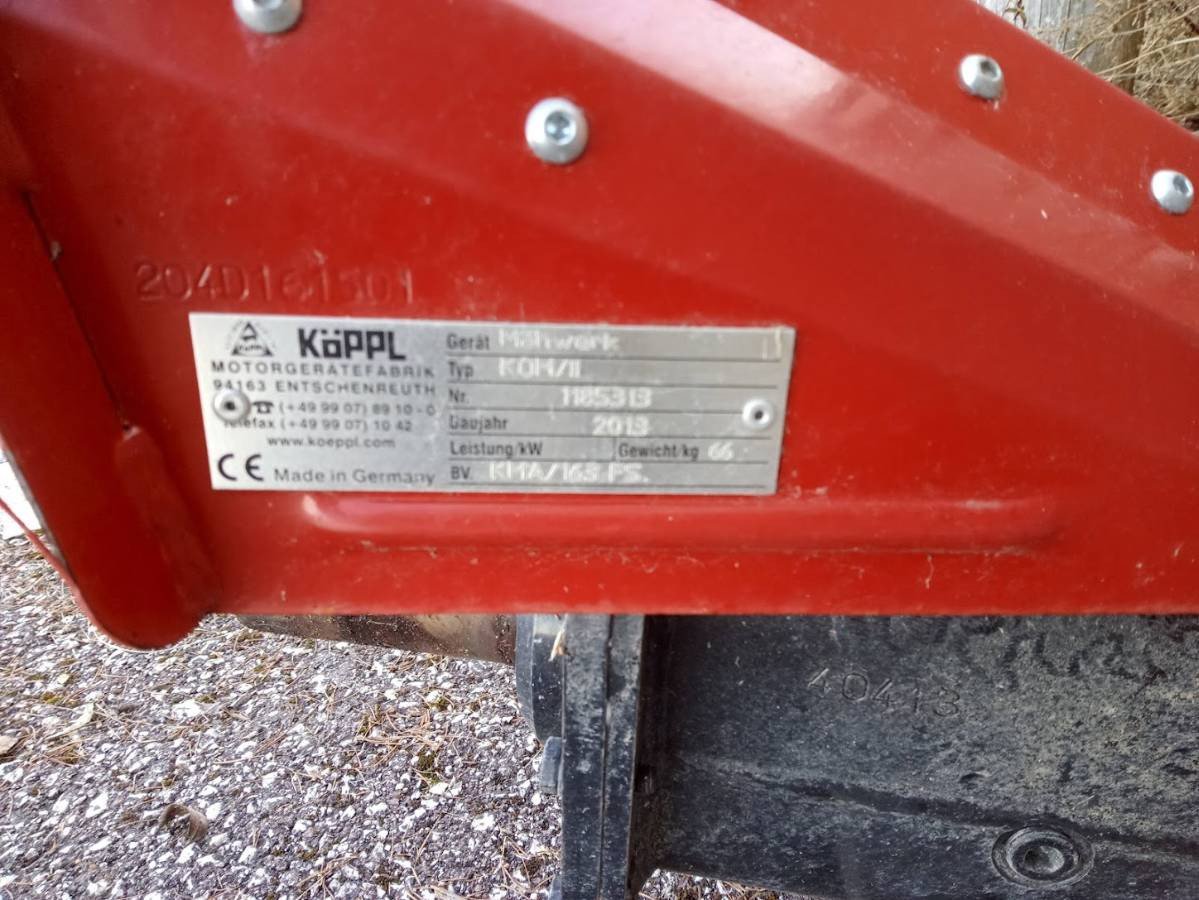 204D161501
KÖPPL
MOTORGERÄTEFABRIK
94163 ENTSCHENREUTH
☎ (+49 99 07) 89 10 - 0
Telefax (+49 99 07) 10 42
www.koeppl.com
CE Made in Germany
Gerät Mähwerk
Typ KOM/II
Nr. 1185313
Baujahr 2013
Leistung/kW Gewicht/kg 66
BV. KMA/163 PS.
40413